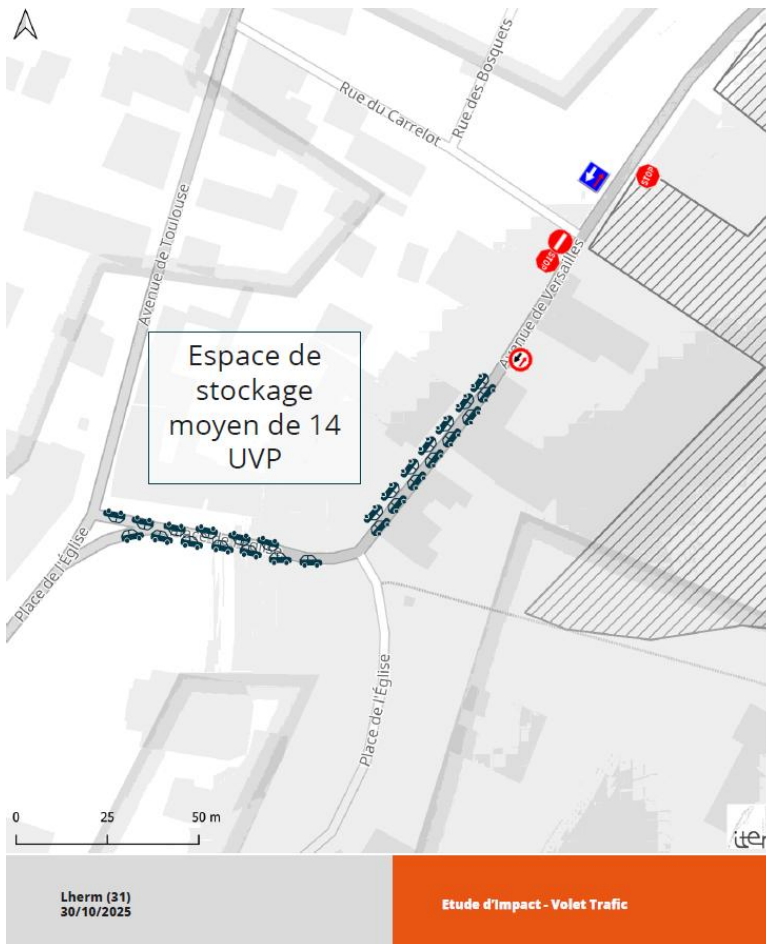 Rue des Bosquets
Rue du Carrelot
Avenue de Toulouse
STOP
STOP
Avenue de Versailles
Espace de
stockage
moyen de 14
UVP
Place de l'Église
Place de l'Église
0 25 50 m
iter
Lherm (31)
30/10/2025
Etude d'Impact - Volet Trafic